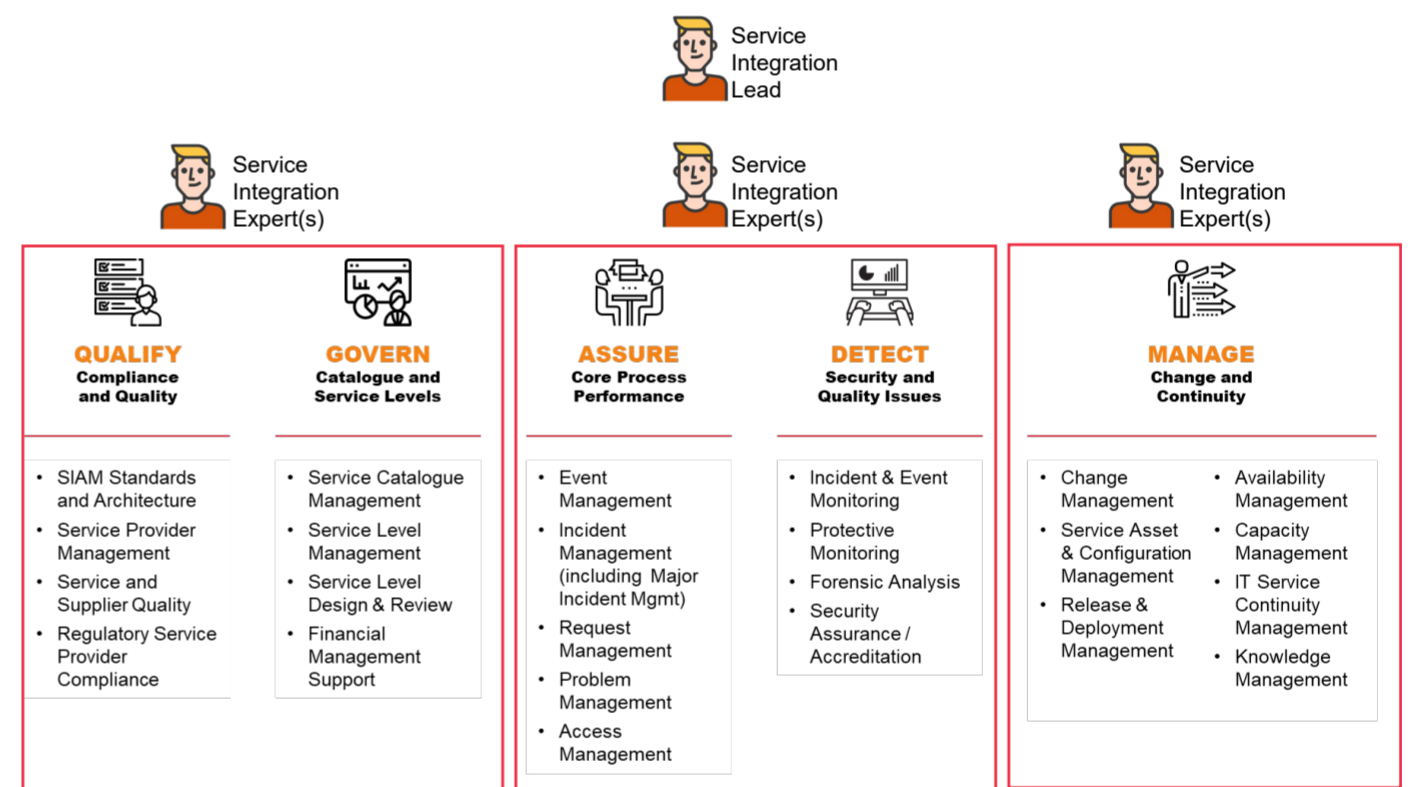 Service
Integration
Lead
Service
Integration
Expert(s)
Service
Integration
Expert(s)
Service
Integration
Expert(s)
QUALIFY
Compliance
and Quality
• SIAM Standards
and Architecture
• Service Provider
Management
• Service and
Supplier Quality
• Regulatory Service
Provider
Compliance
GOVERN
Catalogue and
Service Levels
• Service Catalogue
Management
• Service Level
Management
• Service Level
Design & Review
• Financial
Management
Support
ASSURE
Core Process
Performance
• Event
Management
• Incident
Management
(including Major
Incident Mgmt)
• Request
Management
• Problem
Management
• Access
Management
DETECT
Security and
Quality Issues
• Incident & Event
Monitoring
• Protective
Monitoring
• Forensic Analysis
• Security
Assurance /
Accreditation
MANAGE
Change and
Continuity
• Change
Management
• Service Asset
& Configuration
Management
• Release &
Deployment
Management
• Availability
Management
• Capacity
Management
• IT Service
Continuity
Management
• Knowledge
Management